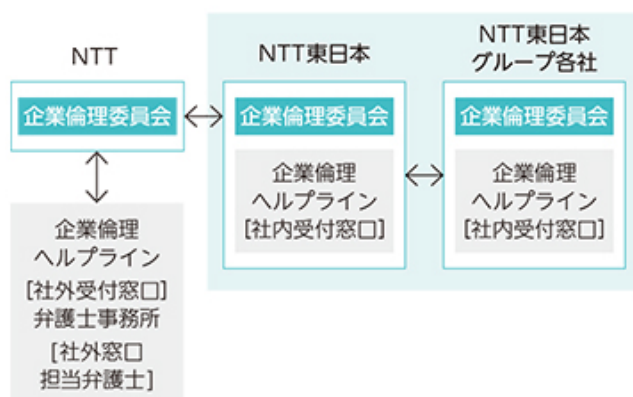 NTT
企業倫理委員会
企業倫理
ヘルプライン
[社外受付窓口]
弁護士事務所
[社外窓口
担当弁護士]
NTT東日本
企業倫理委員会
企業倫理
ヘルプライン
[社内受付窓口]
NTT東日本
グループ各社
企業倫理委員会
企業倫理
ヘルプライン
[社内受付窓口]